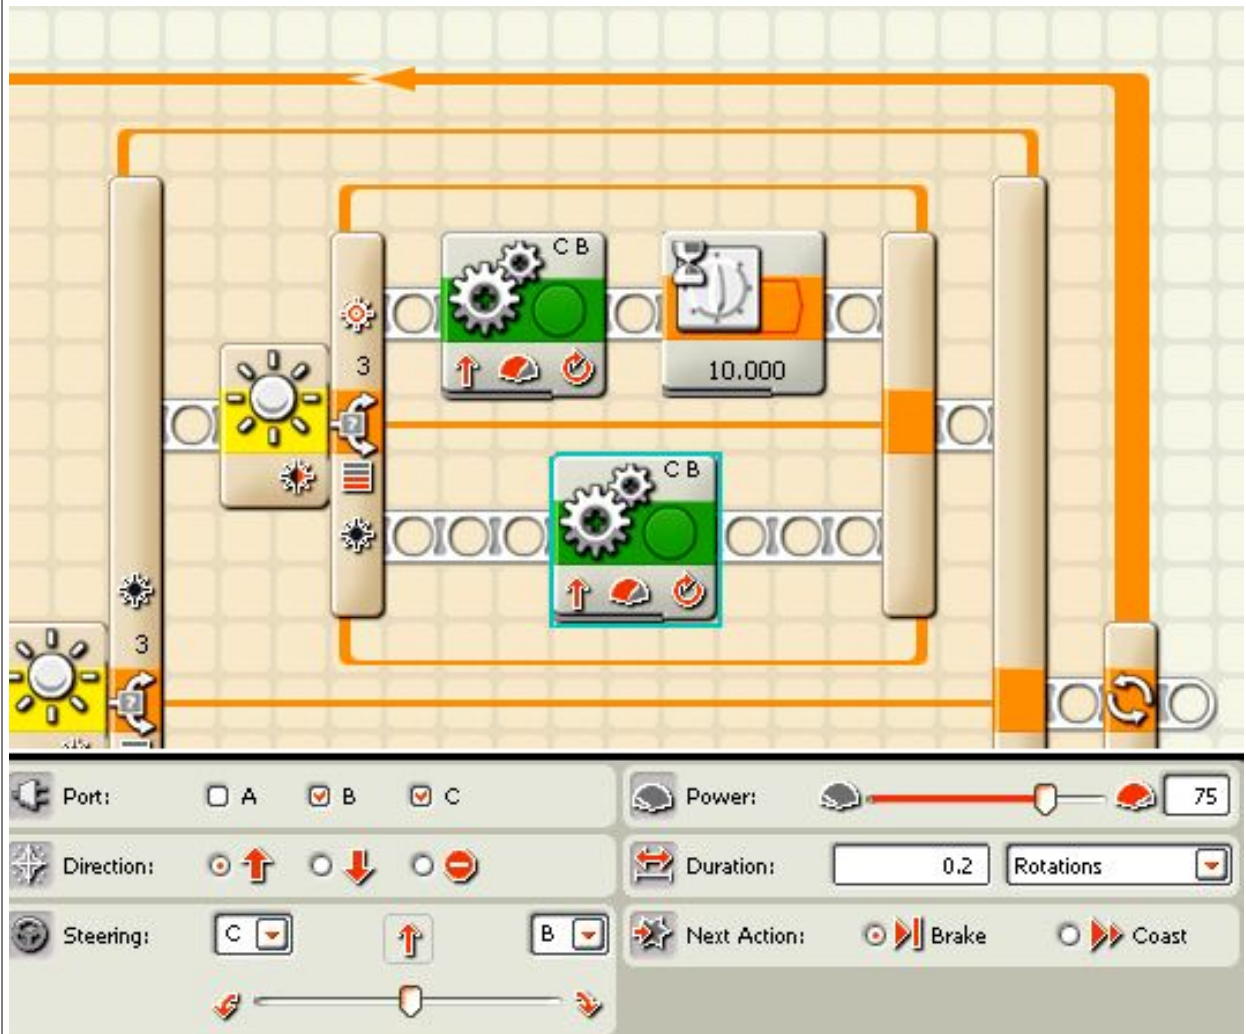 C B
3
10.000
C B
3
Port: A B C
Power: 75
Direction:
Duration: 0.2 Rotations
Steering: C B
Next Action: Brake Coast